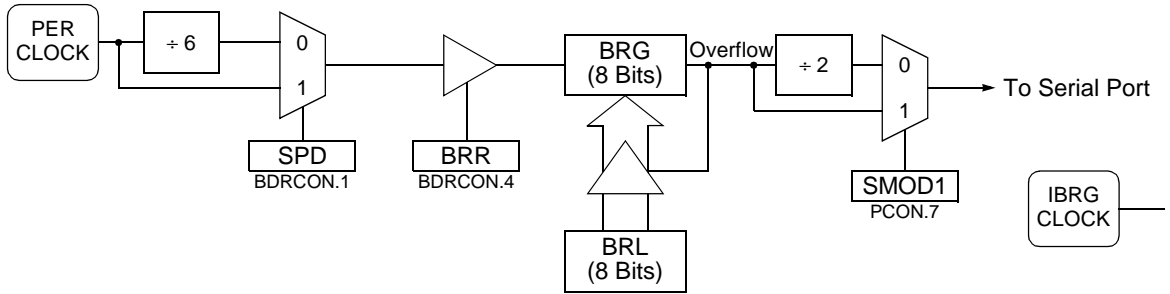 PER
CLOCK
÷ 6
0
1
SPD
BDRCON.1
BRR
BDRCON.4
BRG
(8 Bits)
Overflow
BRL
(8 Bits)
÷ 2
0
1
To Serial Port
SMOD1
PCON.7
IBRG
CLOCK